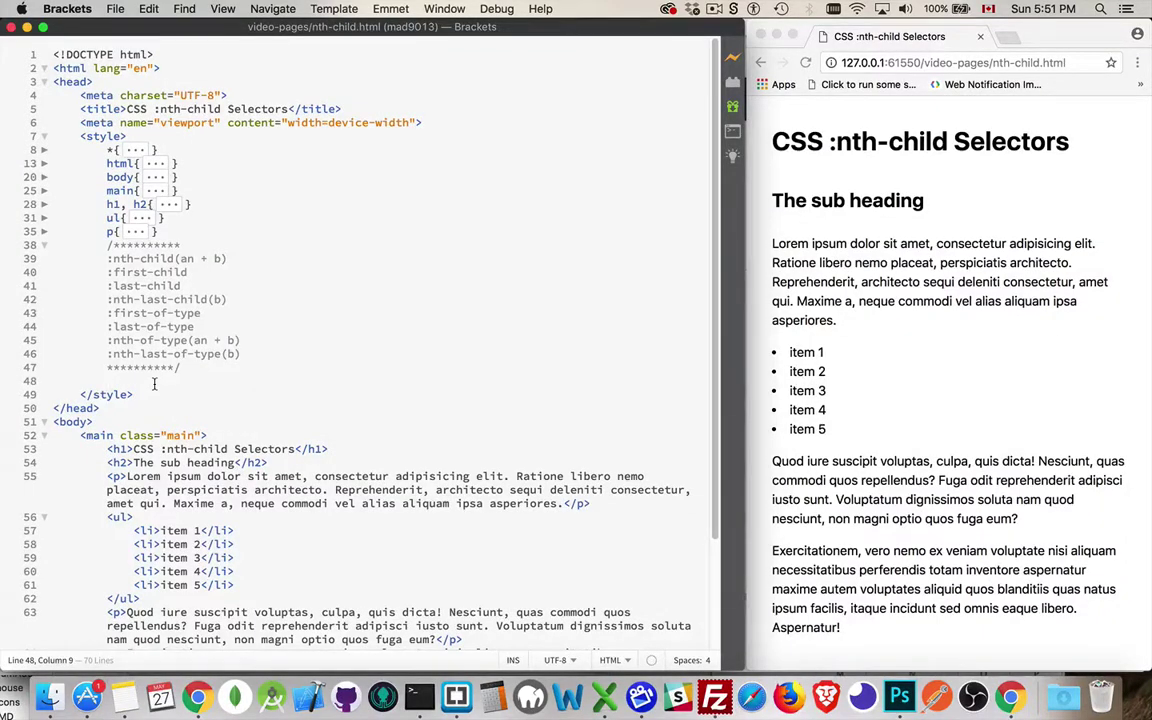 Brackets File Edit Find View Navigate Template Emmet Window Debug Help 100% Sun 5:51 PM
video-pages/nth-child.html (mad9013) — Brackets
1 <!DOCTYPE html>
2 <html lang="en">
3 <head>
4 <meta charset="UTF-8">
5 <title>CSS :nth-child Selectors</title>
6 <meta name="viewport" content="width=device-width">
7 <style>
8 *{ ... }
13 html{ ... }
20 body{ ... }
25 main{ ... }
28 h1, h2{ ... }
31 ul{ ... }
35 p{ ... }
38 /**********
39 :nth-child(an + b)
40 :first-child
41 :last-child
42 :nth-last-child(b)
43 :first-of-type
44 :last-of-type
45 :nth-of-type(an + b)
46 :nth-last-of-type(b)
47 **********/
48
49 </style>
50 </head>
51 <body>
52 <main class="main">
53 <h1>CSS :nth-child Selectors</h1>
54 <h2>The sub heading</h2>
55 <p>Lorem ipsum dolor sit amet, consectetur adipisicing elit. Ratione libero nemo
placeat, perspiciatis architecto. Reprehenderit, architecto sequi deleniti consectetur,
amet qui. Maxime a, neque commodi vel alias aliquam ipsa asperiores.</p>
56 <ul>
57 <li>item 1</li>
58 <li>item 2</li>
59 <li>item 3</li>
60 <li>item 4</li>
61 <li>item 5</li>
62 </ul>
63 <p>Quod iure suscipit voluptas, culpa, quis dicta! Nesciunt, quas commodi quos
repellendus? Fuga odit reprehenderit adipisci iusto sunt. Voluptatum dignissimos soluta
nam quod nesciunt, non magni optio quos fuga eum?</p>
Line 48, Column 9 — 70 Lines INS UTF-8 HTML Spaces: 4
CSS :nth-child Selectors
127.0.0.1:61550/video-pages/nth-child.html
Apps Click to run some s... Web Notification Im... »
CSS :nth-child Selectors
The sub heading
Lorem ipsum dolor sit amet, consectetur adipisicing elit.
Ratione libero nemo placeat, perspiciatis architecto.
Reprehenderit, architecto sequi deleniti consectetur, amet
qui. Maxime a, neque commodi vel alias aliquam ipsa
asperiores.
• item 1
• item 2
• item 3
• item 4
• item 5
Quod iure suscipit voluptas, culpa, quis dicta! Nesciunt, quas
commodi quos repellendus? Fuga odit reprehenderit adipisci
iusto sunt. Voluptatum dignissimos soluta nam quod
nesciunt, non magni optio quos fuga eum?
Exercitationem, vero nemo ex veniam voluptate nisi aliquam
necessitatibus perferendis totam inventore aspernatur
maxime autem voluptates aliquid quos blanditiis quas natus
ipsum facilis, itaque incidunt sed omnis eaque libero.
Aspernatur!